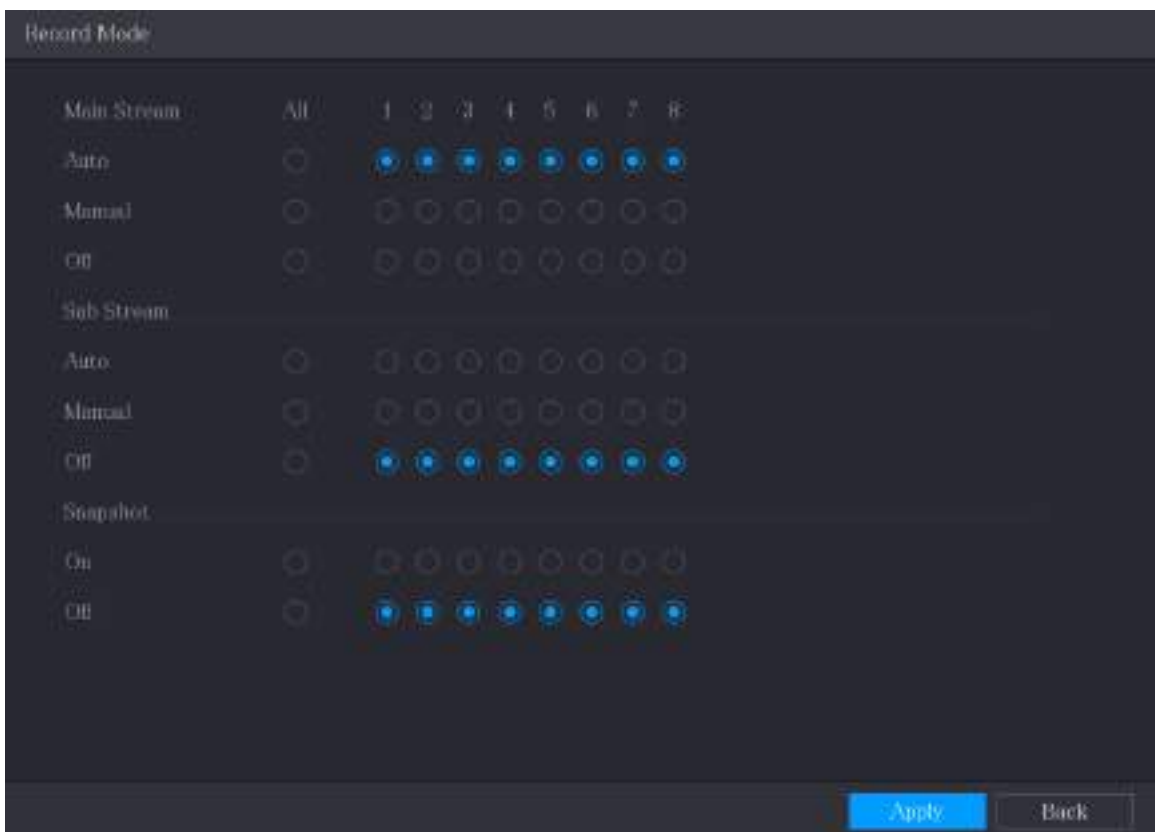 Record Mode
Main Stream All 1 2 3 4 5 6 7 8
Auto
Manual
Off
Sub Stream
Auto
Manual
Off
Snapshot
On
Off
Apply Back